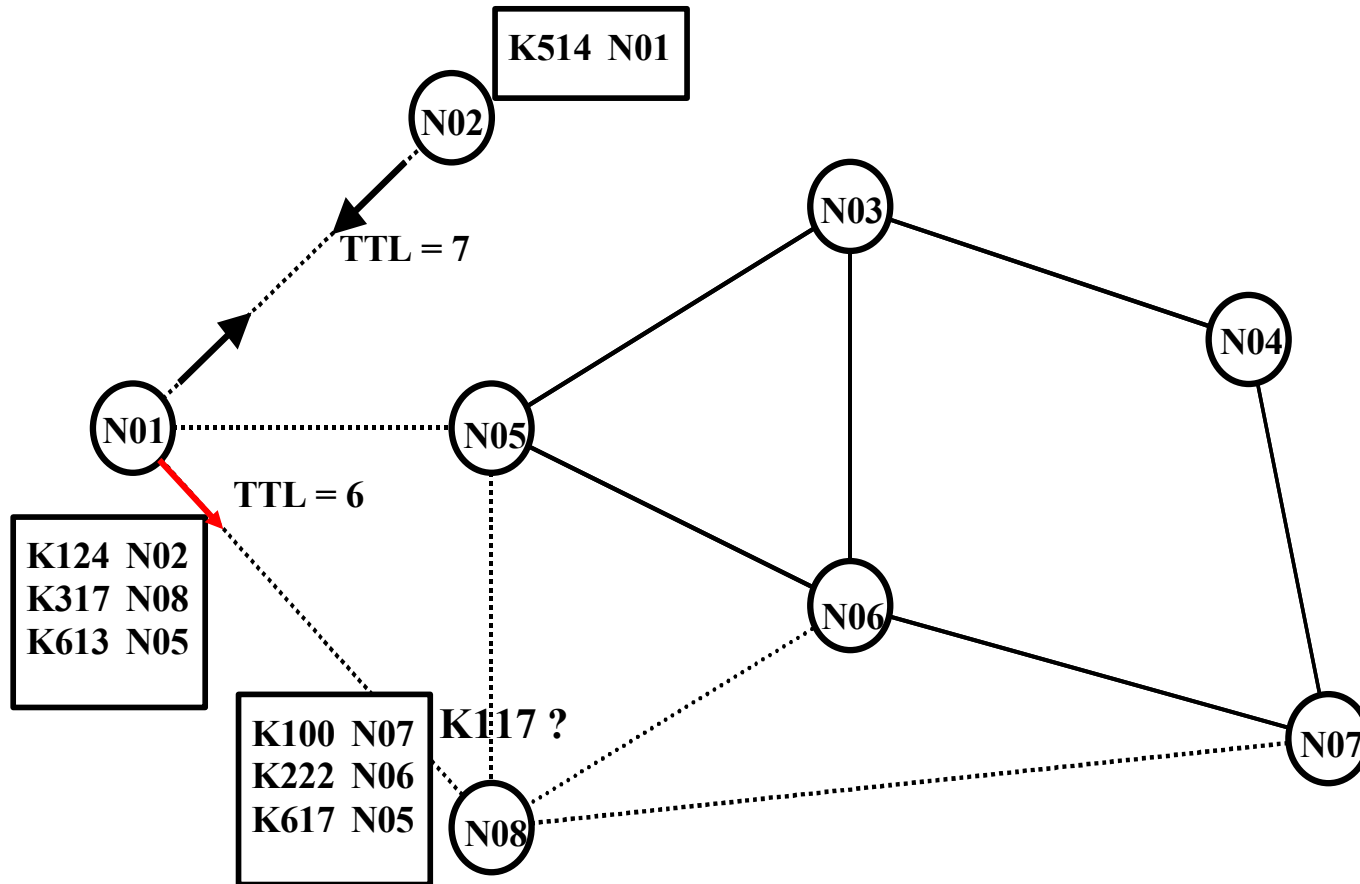 K514 N01
N02
N03
TTL = 7
N04
N01
N05
TTL = 6
K124 N02
K317 N08
K613 N05
N06
K117 ?
K100 N07
K222 N06
K617 N05
N07
N08